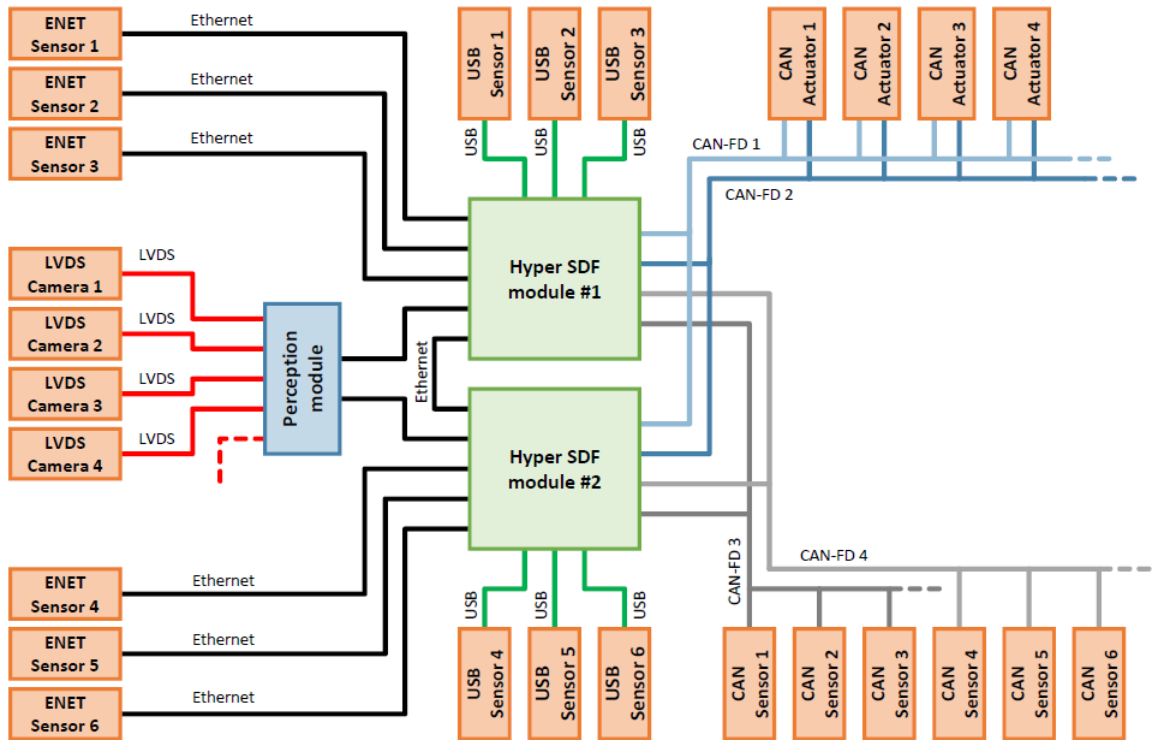 ENET
Sensor 1
Ethernet
ENET
Sensor 2
Ethernet
ENET
Sensor 3
Ethernet
USB
Sensor 1
USB
Sensor 2
USB
Sensor 3
USB
USB
USB
CAN
Actuator 1
CAN
Actuator 2
CAN
Actuator 3
CAN
Actuator 4
CAN-FD 1
CAN-FD 2
Hyper SDF
module #1
LVDS
Camera 1
LVDS
LVDS
Camera 2
LVDS
LVDS
Camera 3
LVDS
LVDS
Camera 4
LVDS
Perception
module
Ethernet
Hyper SDF
module #2
ENET
Sensor 4
Ethernet
ENET
Sensor 5
Ethernet
ENET
Sensor 6
Ethernet
USB
USB
USB
USB
Sensor 4
USB
Sensor 5
USB
Sensor 6
CAN-FD 3
CAN-FD 4
CAN
Sensor 1
CAN
Sensor 2
CAN
Sensor 3
CAN
Sensor 4
CAN
Sensor 5
CAN
Sensor 6